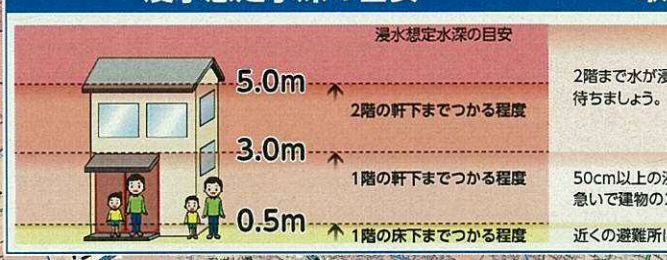 浸水想定水深の目安
5.0m
2階の軒下までつかる程度
3.0m
1階の軒下までつかる程度
0.5m
1階の床下までつかる程度
2階まで水が浸
待ちましょう。
50cm以上の浸
急いで建物の
近くの避難所